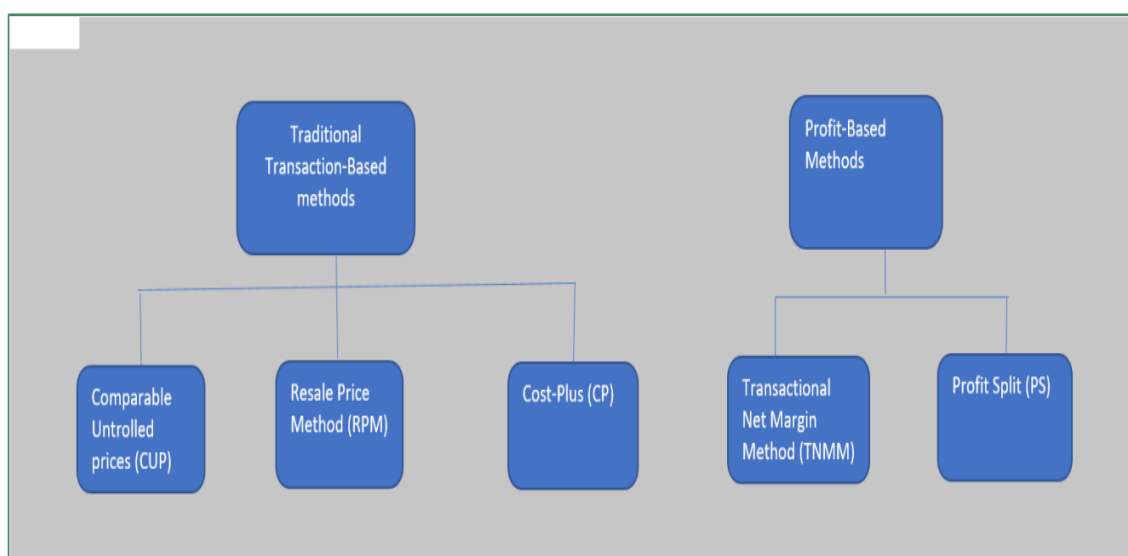 Traditional
Transaction-Based
methods
Profit-Based
Methods
Comparable
Untrolled
prices (CUP)
Resale Price
Method (RPM)
Cost-Plus (CP)
Transactional
Net Margin
Method (TNMM)
Profit Split (PS)